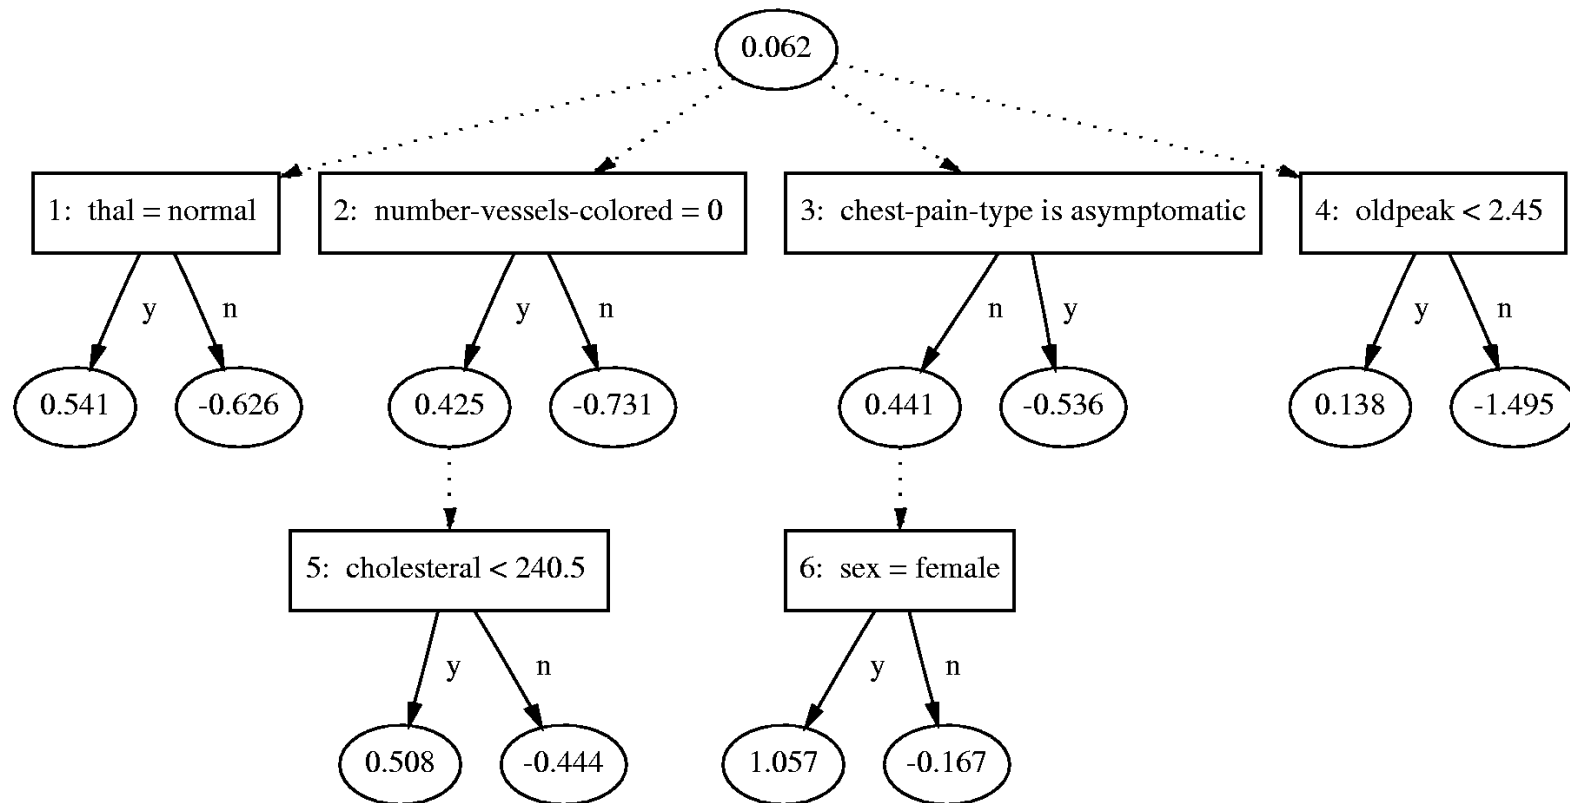 0.062
1: thal = normal
2: number-vessels-colored = 0
3: chest-pain-type is asymptomatic
4: oldpeak < 2.45
y
n
y
n
n
y
y
n
0.541
-0.626
0.425
-0.731
0.441
-0.536
0.138
-1.495
5: cholesteral < 240.5
6: sex = female
y
n
y
n
0.508
-0.444
1.057
-0.167